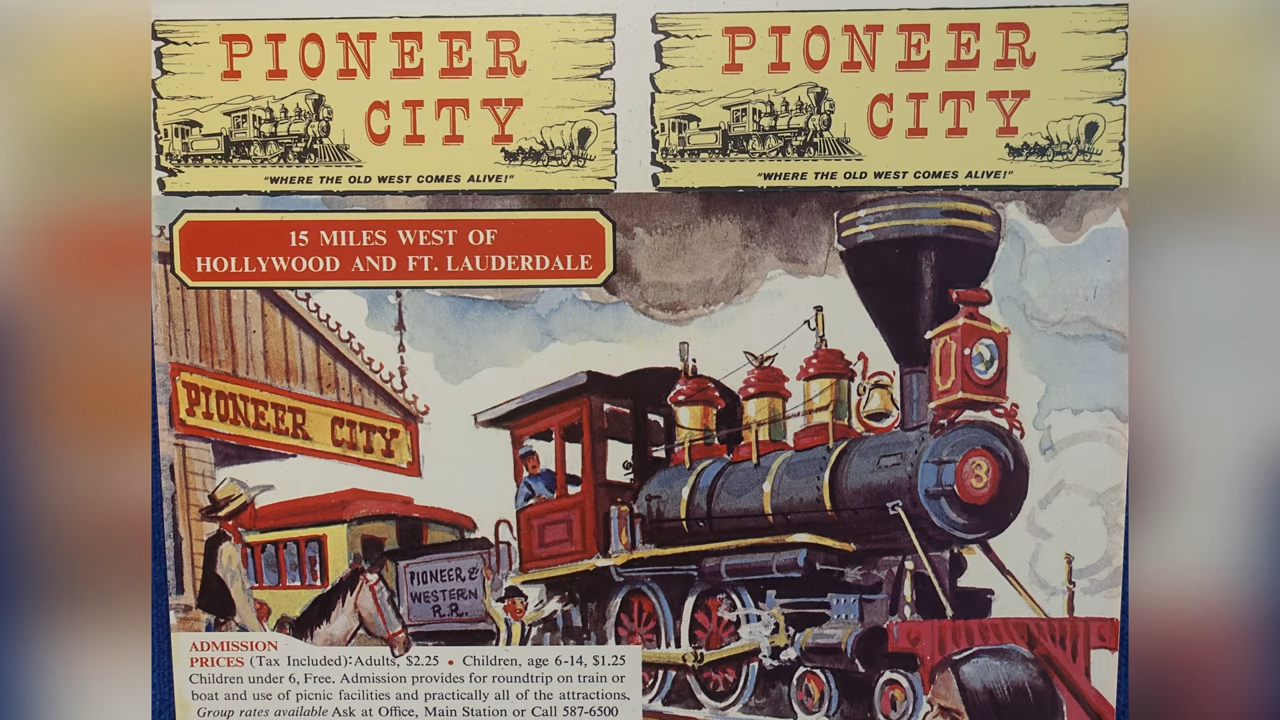 PIONEER
CITY
"WHERE THE OLD WEST COMES ALIVE!"
PIONEER
CITY
"WHERE THE OLD WEST COMES ALIVE!"
15 MILES WEST OF
HOLLYWOOD AND FT. LAUDERDALE
PIONEER CITY
3
PIONEER &
WESTERN
R.R.
ADMISSION
PRICES (Tax Included): Adults, $2.25 • Children, age 6-14, $1.25
Children under 6, Free. Admission provides for roundtrip on train or
boat and use of picnic facilities and practically all of the attractions.
Group rates available Ask at Office, Main Station or Call 587-6500